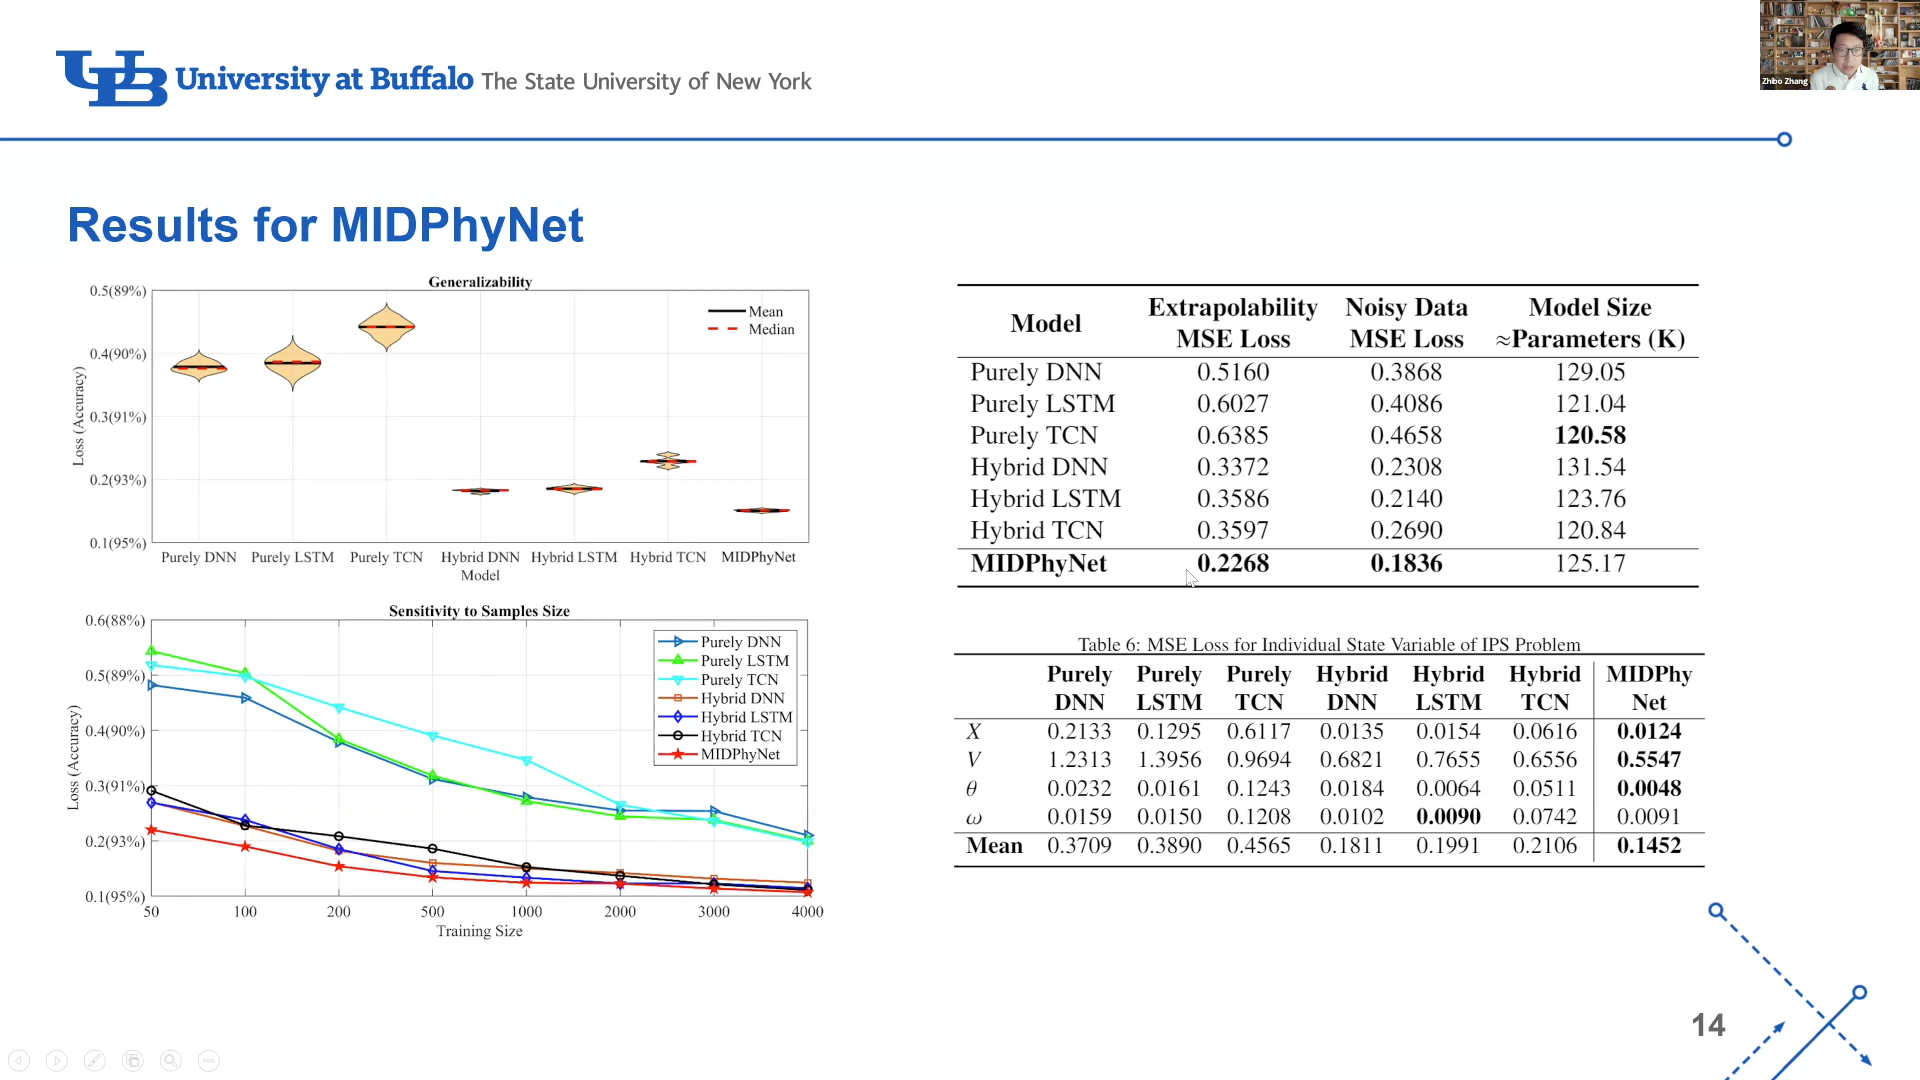 University at Buffalo The State University of New York
Zhibo Zhang
Results for MIDPhyNet
Generalizability
Loss (Accuracy)
0.5(89%)
0.4(90%)
0.3(91%)
0.2(93%)
0.1(95%)
Mean
Median
Purely DNN Purely LSTM Purely TCN Hybrid DNN Hybrid LSTM Hybrid TCN MIDPhyNet
Model
Sensitivity to Samples Size
Loss (Accuracy)
0.6(88%)
0.5(89%)
0.4(90%)
0.3(91%)
0.2(93%)
0.1(95%)
Purely DNN
Purely LSTM
Purely TCN
Hybrid DNN
Hybrid LSTM
Hybrid TCN
MIDPhyNet
50 100 200 500 1000 2000 3000 4000
Training Size
Model Extrapolability MSE Loss Noisy Data MSE Loss Model Size ≈Parameters (K)
Purely DNN 0.5160 0.3868 129.05
Purely LSTM 0.6027 0.4086 121.04
Purely TCN 0.6385 0.4658 120.58
Hybrid DNN 0.3372 0.2308 131.54
Hybrid LSTM 0.3586 0.2140 123.76
Hybrid TCN 0.3597 0.2690 120.84
MIDPhyNet 0.2268 0.1836 125.17
Table 6: MSE Loss for Individual State Variable of IPS Problem
Purely DNN Purely LSTM Purely TCN Hybrid DNN Hybrid LSTM Hybrid TCN MIDPhy Net
X 0.2133 0.1295 0.6117 0.0135 0.0154 0.0616 0.0124
V 1.2313 1.3956 0.9694 0.6821 0.7655 0.6556 0.5547
θ 0.0232 0.0161 0.1243 0.0184 0.0064 0.0511 0.0048
ω 0.0159 0.0150 0.1208 0.0102 0.0090 0.0742 0.0091
Mean 0.3709 0.3890 0.4565 0.1811 0.1991 0.2106 0.1452
14